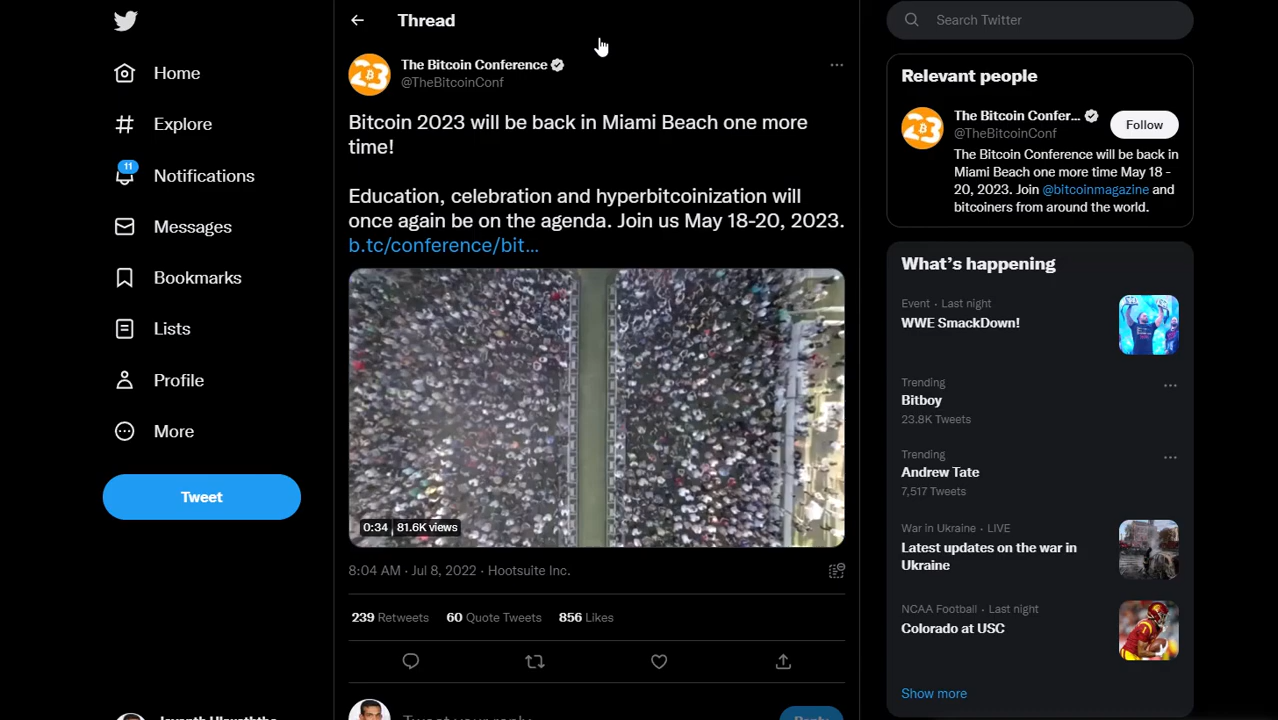 Home
Explore
11
Notifications
Messages
Bookmarks
Lists
Profile
More
Tweet
Thread
The Bitcoin Conference
@TheBitcoinConf
Bitcoin 2023 will be back in Miami Beach one more
time!
Education, celebration and hyperbitcoinization will
once again be on the agenda. Join us May 18-20, 2023.
b.tc/conference/bit...
0:34 | 81.6K views
8:04 AM · Jul 8, 2022 · Hootsuite Inc.
239 Retweets 60 Quote Tweets 856 Likes
Tweet your reply
Reply
Search Twitter
Relevant people
The Bitcoin Confer...
@TheBitcoinConf
Follow
The Bitcoin Conference will be back in
Miami Beach one more time May 18 -
20, 2023. Join @bitcoinmagazine and
bitcoiners from around the world.
What's happening
Event · Last night
WWE SmackDown!
Trending
Bitboy
23.8K Tweets
Trending
Andrew Tate
7,517 Tweets
War in Ukraine · LIVE
Latest updates on the war in
Ukraine
NCAA Football · Last night
Colorado at USC
Show more